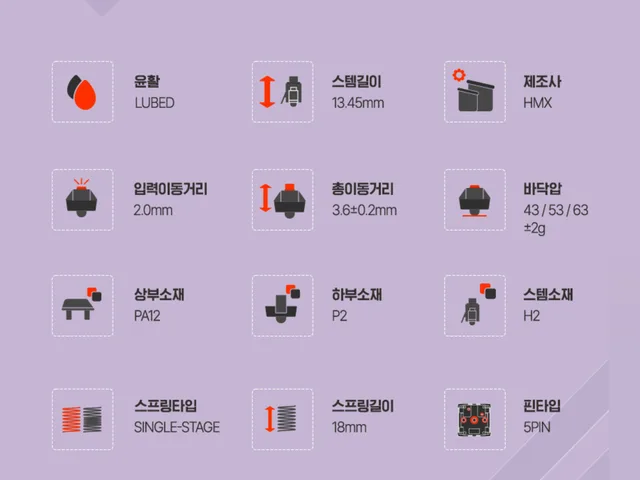 윤활
LUBED
스템길이
13.45mm
제조사
HMX
입력이동거리
2.0mm
총이동거리
3.6±0.2mm
바닥압
43 / 53 / 63
±2g
상부소재
PA12
하부소재
P2
스템소재
H2
스프링타입
SINGLE-STAGE
스프링길이
18mm
핀타입
5PIN